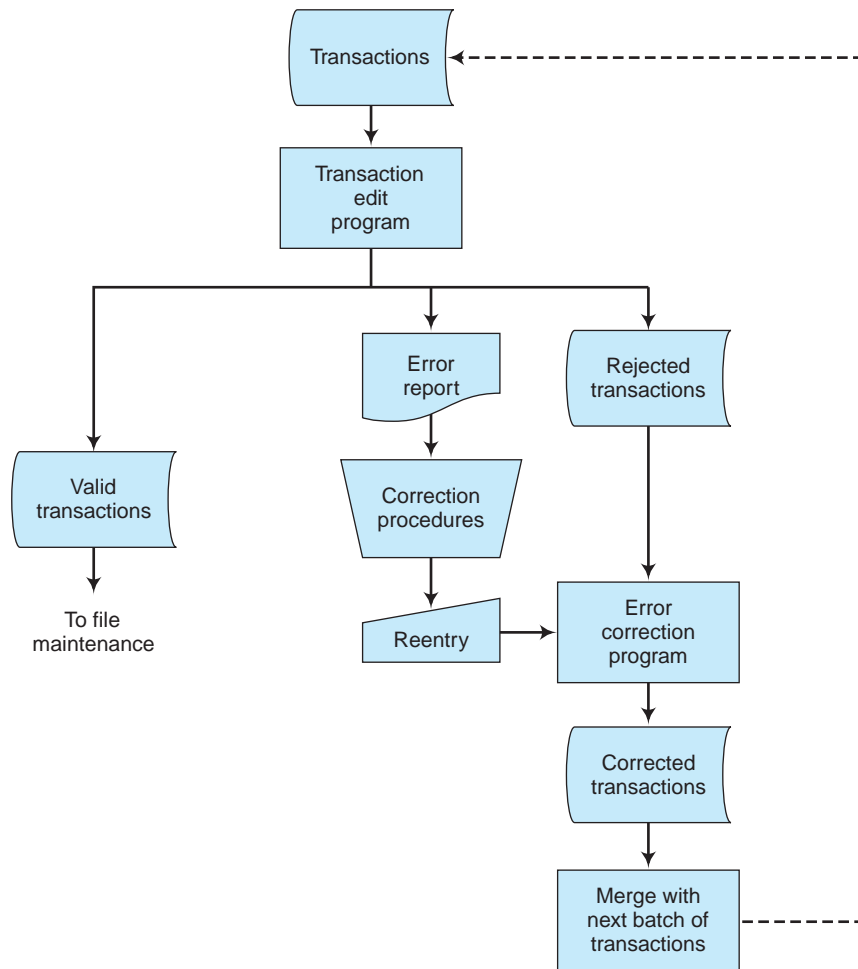 Transactions
Transaction
edit
program
Error
report
Rejected
transactions
Valid
transactions
Correction
procedures
To file
maintenance
Reentry
Error
correction
program
Corrected
transactions
Merge with
next batch of
transactions